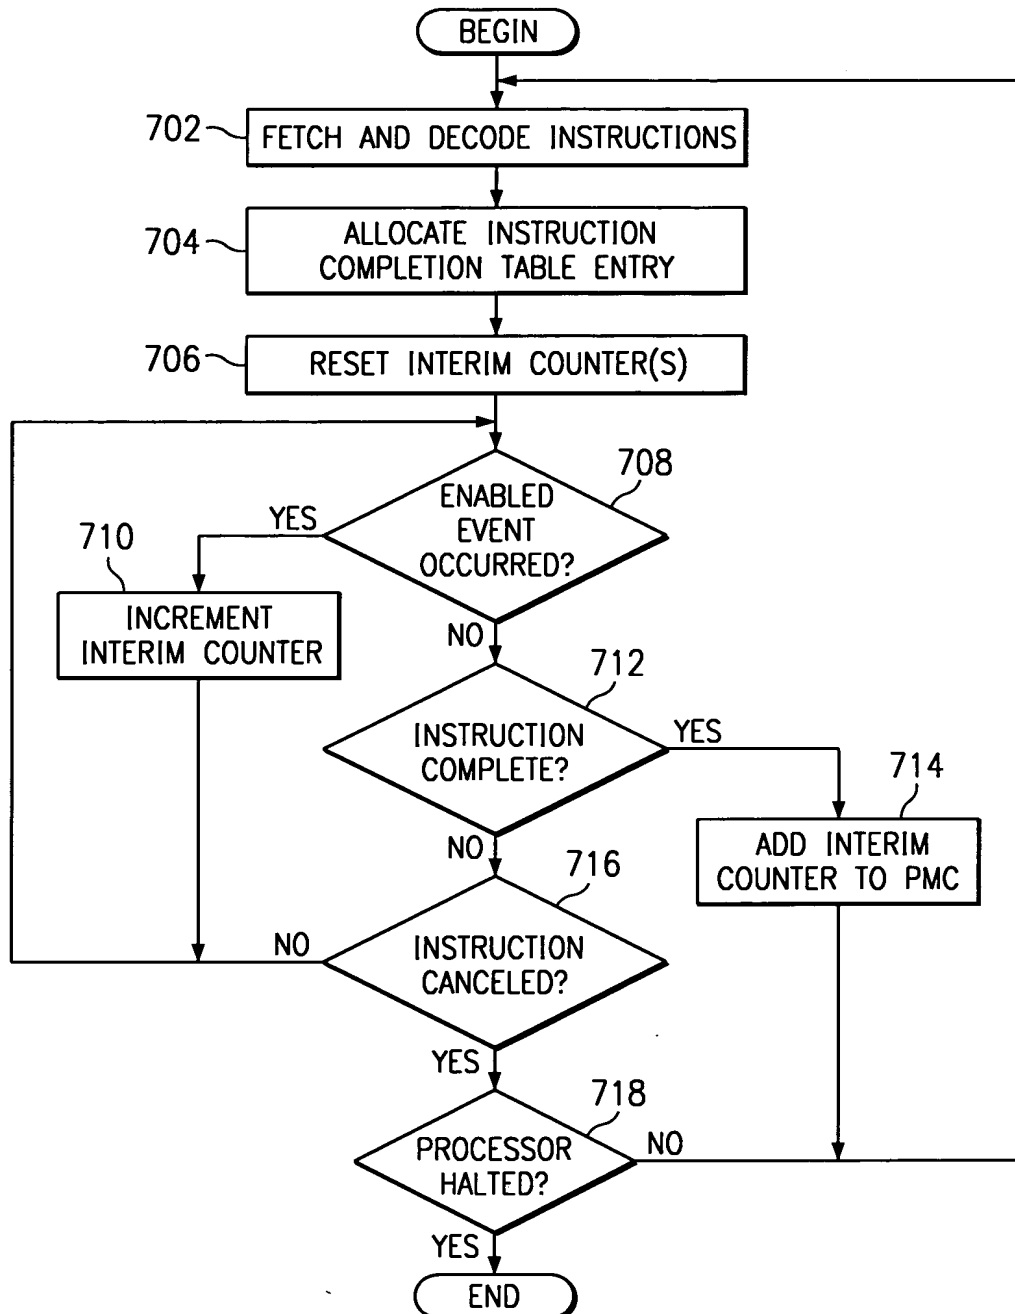 BEGIN
702
FETCH AND DECODE INSTRUCTIONS
704
ALLOCATE INSTRUCTION
COMPLETION TABLE ENTRY
706
RESET INTERIM COUNTER(S)
708
ENABLED
EVENT
OCCURRED?
YES
710
INCREMENT
INTERIM COUNTER
NO
712
INSTRUCTION
COMPLETE?
YES
714
ADD INTERIM
COUNTER TO PMC
NO
716
INSTRUCTION
CANCELED?
NO
YES
718
PROCESSOR
HALTED?
NO
YES
END